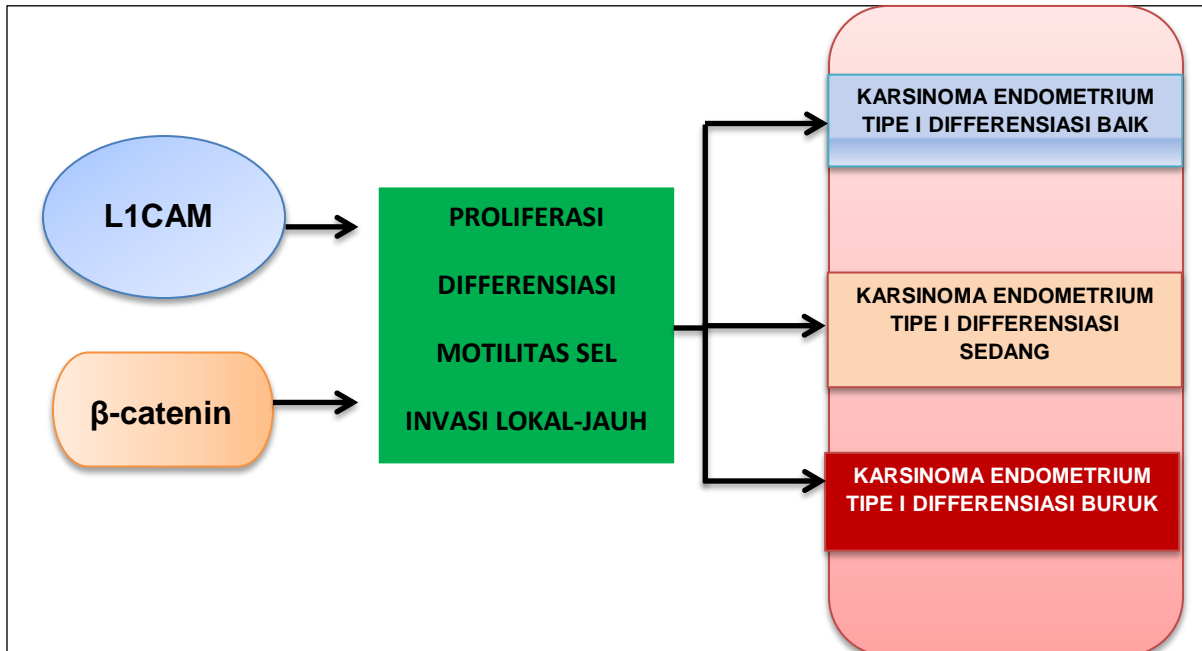 L1CAM
β-catenin
PROLIFERASI
DIFFERENSIASI
MOTILITAS SEL
INVASI LOKAL-JAUH
KARSINOMA ENDOMETRIUM
TIPE I DIFFERENSIASI BAIK
KARSINOMA ENDOMETRIUM
TIPE I DIFFERENSIASI
SEDANG
KARSINOMA ENDOMETRIUM
TIPE I DIFFERENSIASI BURUK